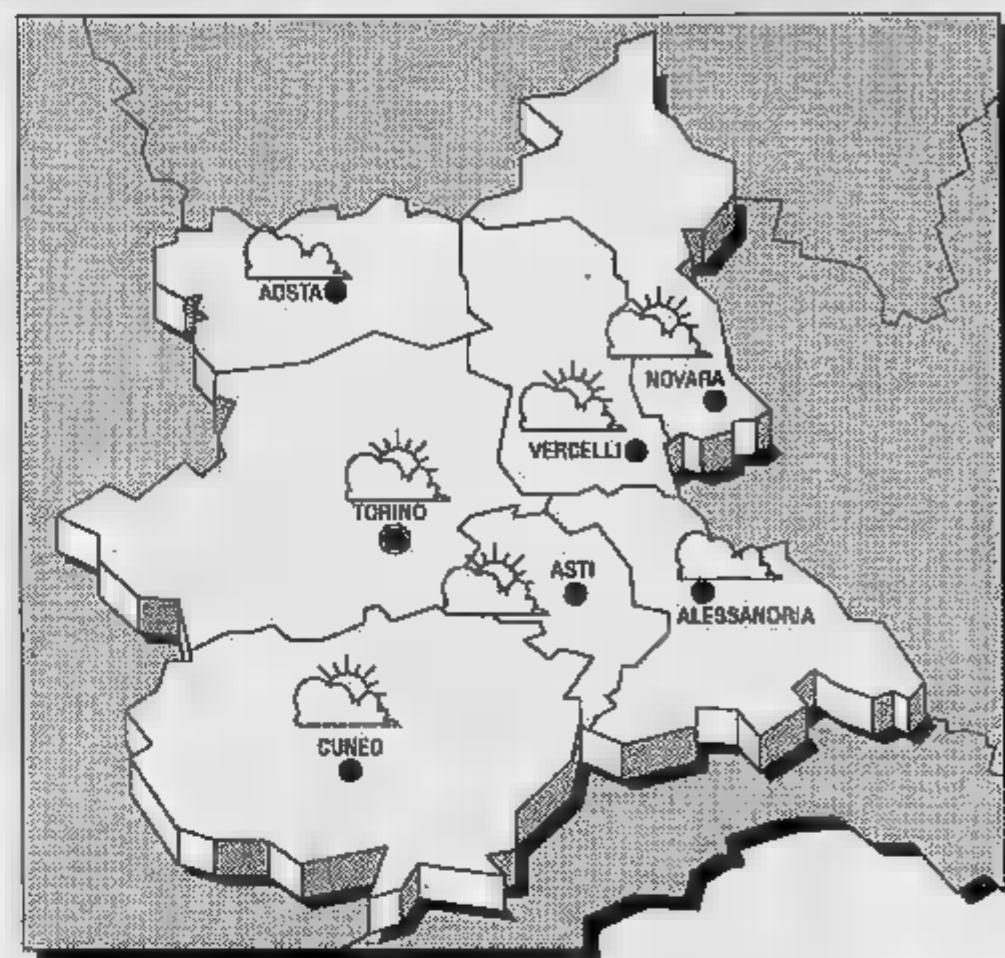 AOSTA
NOVARA
VERCELLI
TORINO
ASTI
ALESSANDRIA
CUNEO